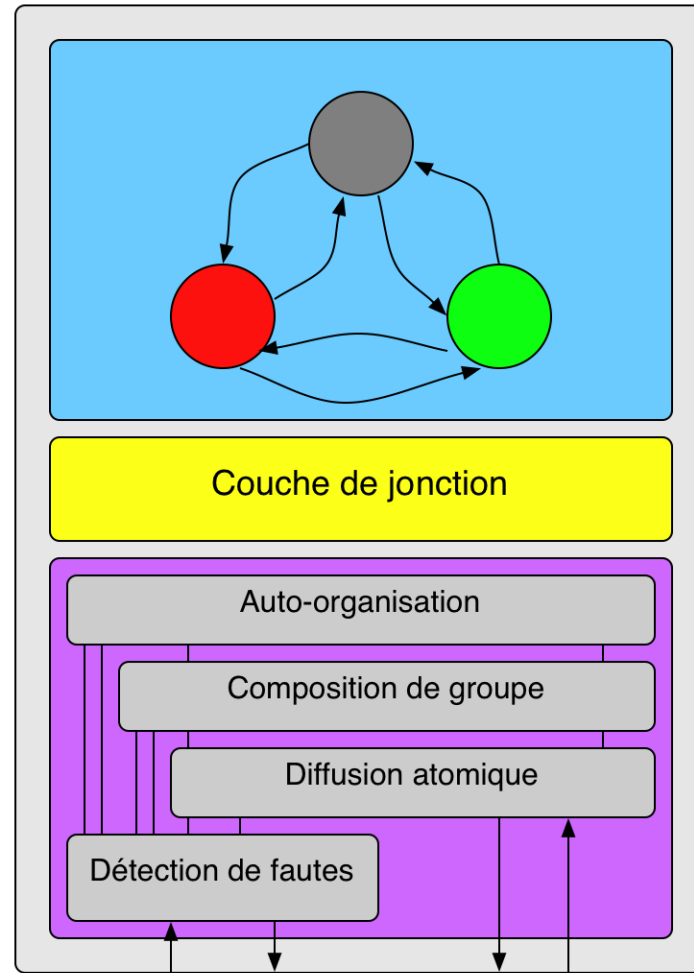 Couche de jonction
Auto-organisation
Composition de groupe
Diffusion atomique
Détection de fautes